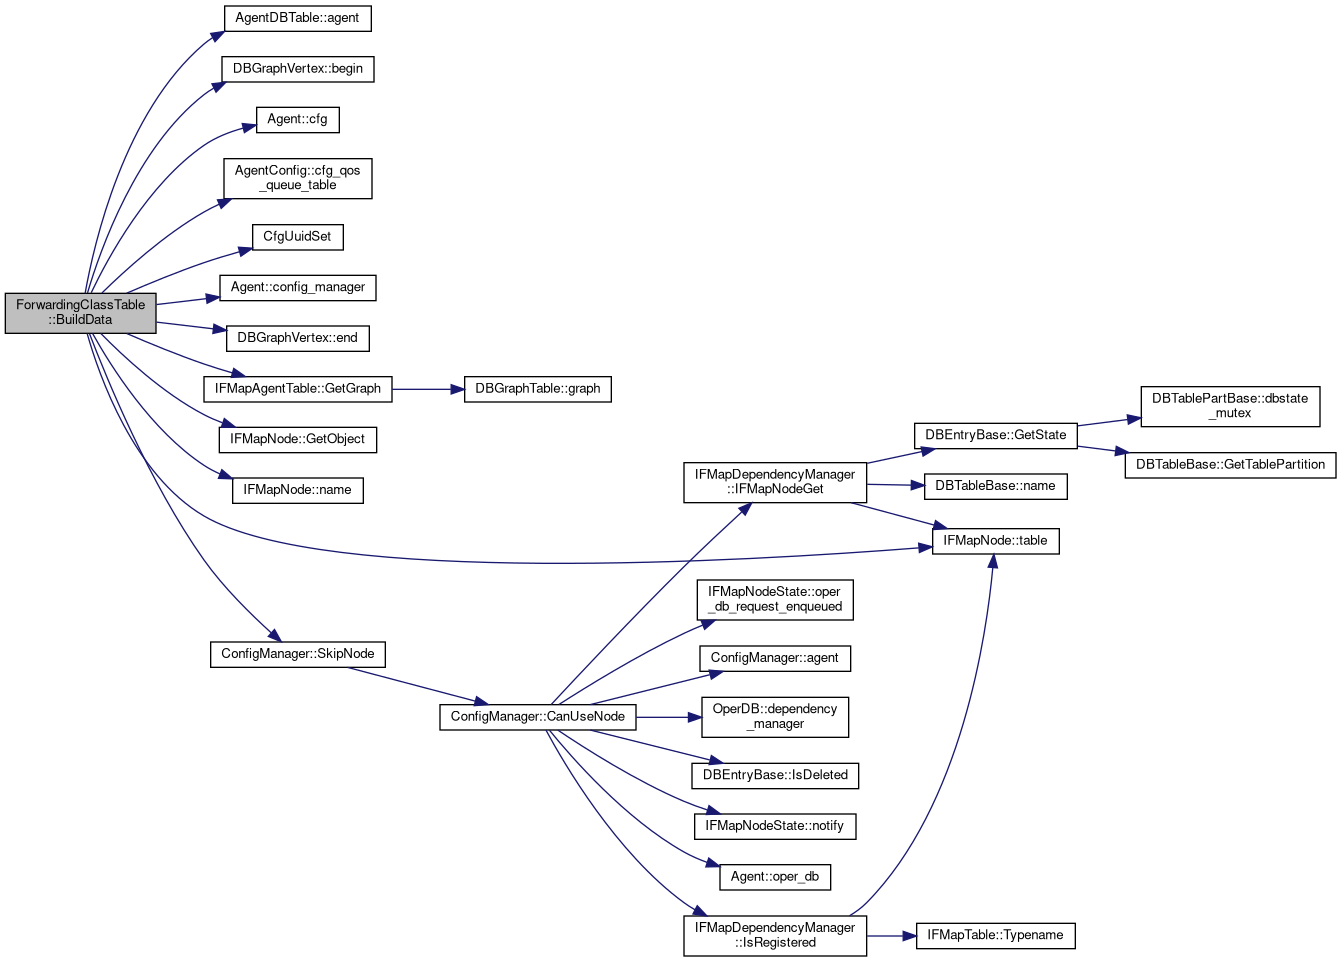 AgentDBTable::agent
DBGraphVertex::begin
Agent::cfg
AgentConfig::cfg_qos
_queue_table
CfgUuidSet
Agent::config_manager
ForwardingClassTable
::BuildData
DBGraphVertex::end
IFMapAgentTable::GetGraph
DBGraphTable::graph
IFMapNode::GetObject
IFMapNode::name
ConfigManager::SkipNode
ConfigManager::CanUseNode
IFMapDependencyManager
::IFMapNodeGet
IFMapNodeState::oper
_db_request_enqueued
ConfigManager::agent
OperDB::dependency
_manager
DBEntryBase::IsDeleted
IFMapNodeState::notify
Agent::oper_db
IFMapDependencyManager
::IsRegistered
DBEntryBase::GetState
DBTableBase::name
IFMapNode::table
IFMapTable::Typename
DBTablePartBase::dbstate
_mutex
DBTableBase::GetTablePartition